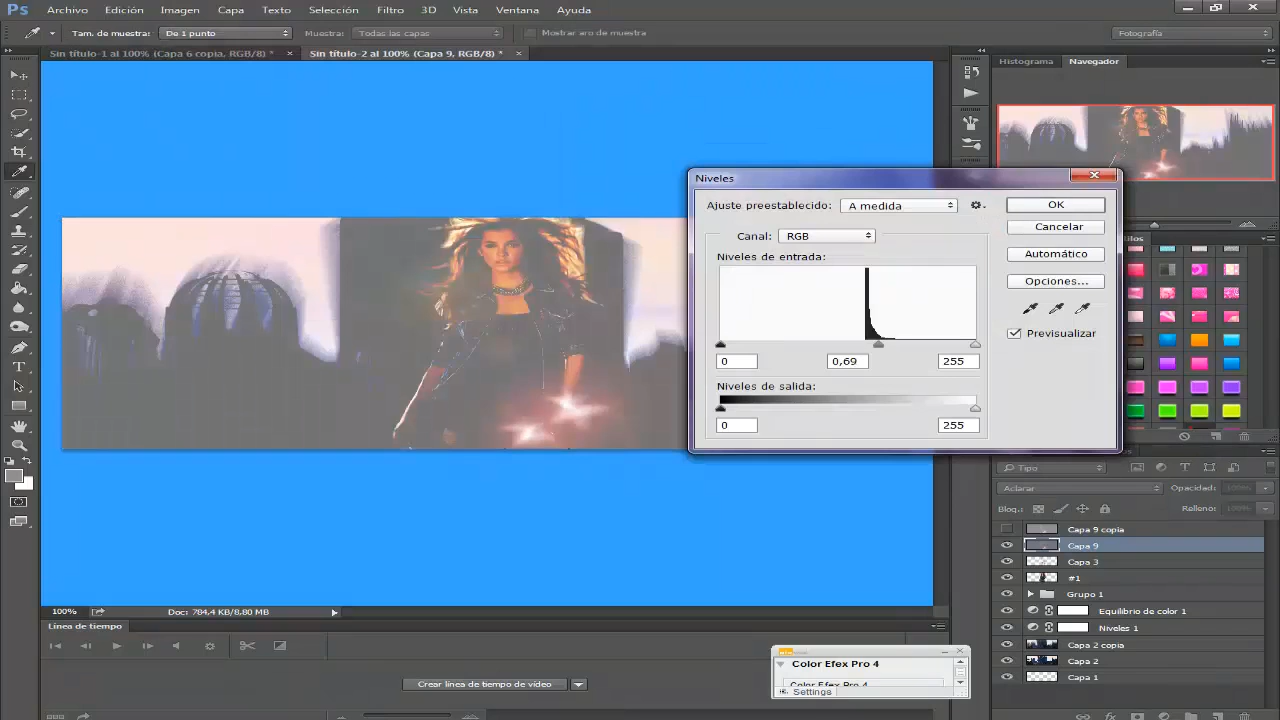 Ps Archivo Edición Imagen Capa Texto Selección Filtro 3D Vista Ventana Ayuda
Tam. de muestra: De 1 punto Muestra: Todas las capas Mostrar aro de muestra Fotografía
Sin título-1 al 100% (Capa 6 copia, RGB/8) * × Sin título-2 al 100% (Capa 9, RGB/8) * ×
Histograma Navegador
Niveles
Ajuste preestablecido: A medida OK
Canal: RGB Cancelar
Niveles de entrada: Automático
Opciones...
Previsualizar
0 0,69 255
Niveles de salida:
0 255
ilos
Tipo
Aclarar Opacidad: 100%
Bloq.: Relleno: 100%
Capa 9 copia
Capa 9
Capa 3
#1
Grupo 1
Equilibrio de color 1
Niveles 1
Capa 2 copia
Capa 2
Capa 1
100% Doc: 784,4 KB/8,80 MB
Línea de tiempo
Crear línea de tiempo de vídeo
Color Efex Pro 4
Color Efex Pro 4
Settings